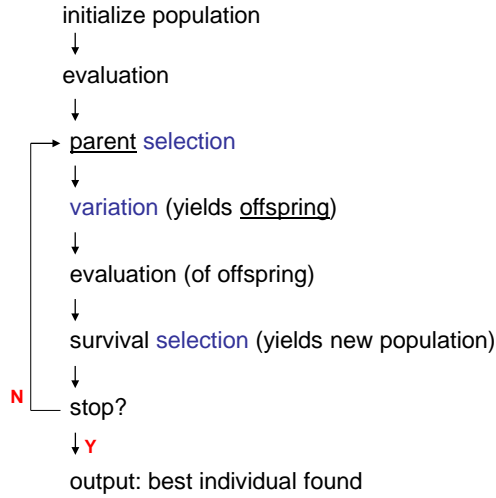 initialize population
evaluation
parent selection
variation (yields offspring)
evaluation (of offspring)
survival selection (yields new population)
N
stop?
Y
output: best individual found